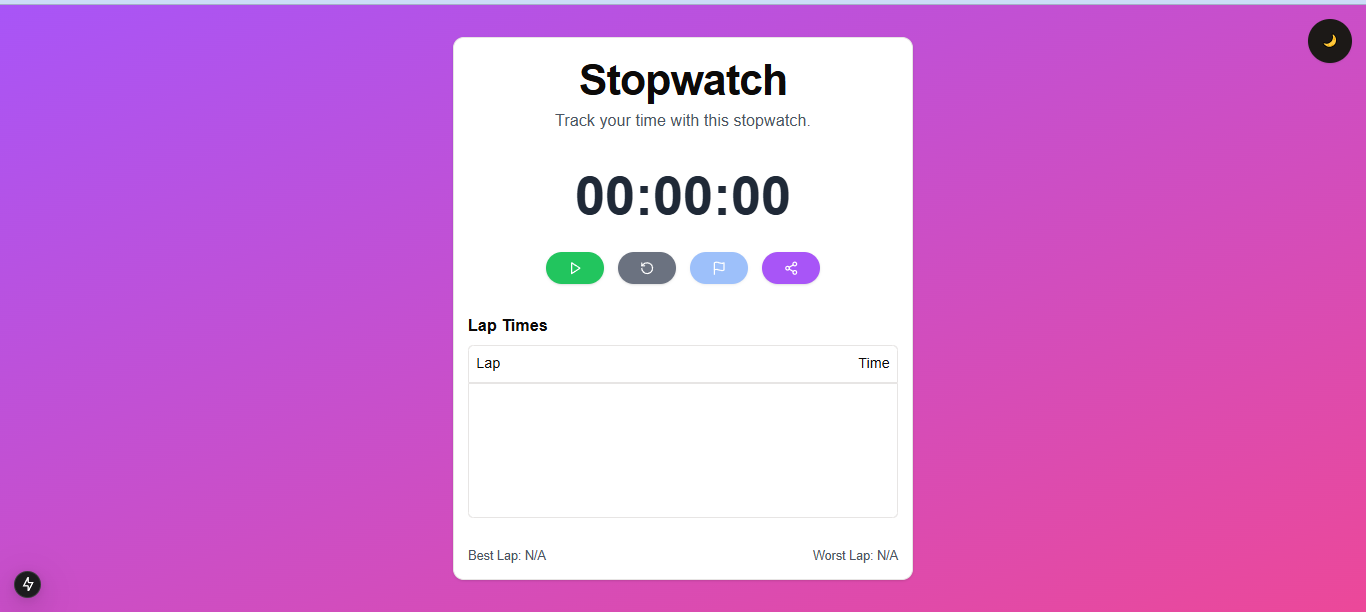 Stopwatch
Track your time with this stopwatch.
00:00:00
Lap Times
Lap Time
Best Lap: N/A Worst Lap: N/A